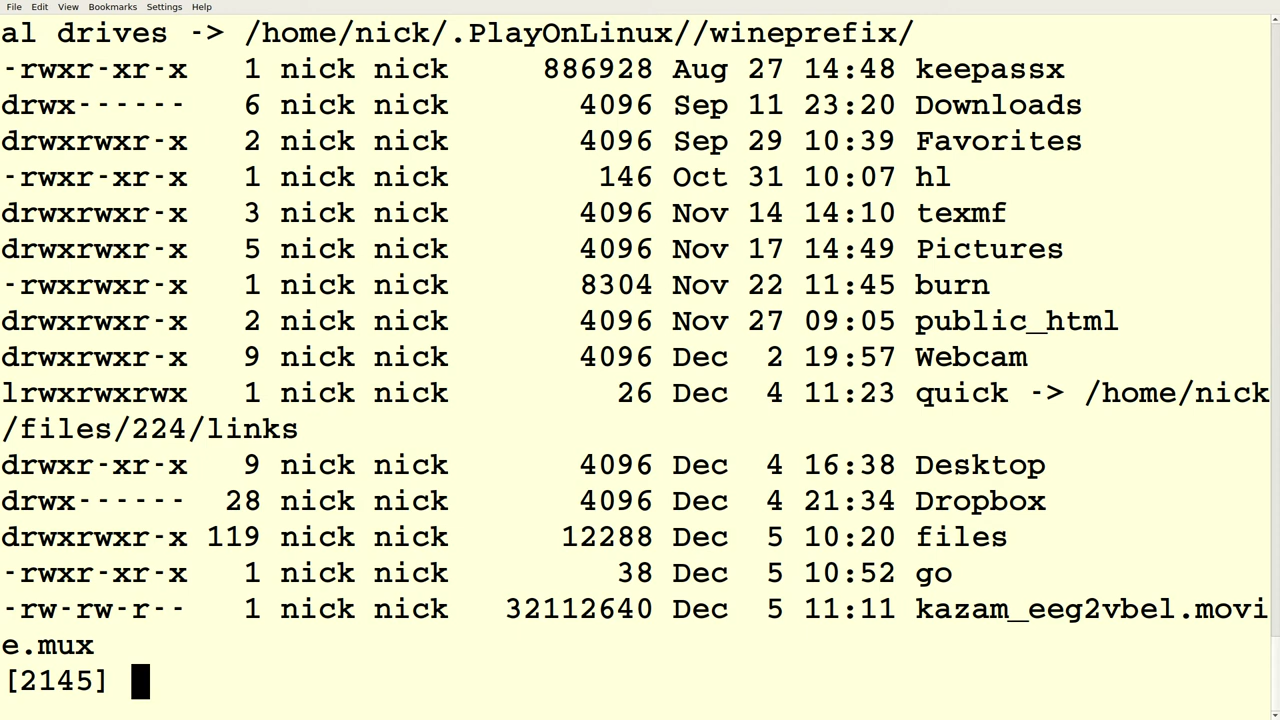 File Edit View Bookmarks Settings Help
al drives -> /home/nick/.PlayOnLinux//wineprefix/
-rwxr-xr-x   1 nick nick     886928 Aug 27 14:48 keepassx
drwx------   6 nick nick       4096 Sep 11 23:20 Downloads
drwxrwxr-x   2 nick nick       4096 Sep 29 10:39 Favorites
-rwxr-xr-x   1 nick nick        146 Oct 31 10:07 hl
drwxrwxr-x   3 nick nick       4096 Nov 14 14:10 texmf
drwxrwxr-x   5 nick nick       4096 Nov 17 14:49 Pictures
-rwxrwxr-x   1 nick nick       8304 Nov 22 11:45 burn
drwxrwxr-x   2 nick nick       4096 Nov 27 09:05 public_html
drwxrwxr-x   9 nick nick       4096 Dec  2 19:57 Webcam
lrwxrwxrwx   1 nick nick         26 Dec  4 11:23 quick -> /home/nick
/files/224/links
drwxr-xr-x   9 nick nick       4096 Dec  4 16:38 Desktop
drwx------  28 nick nick       4096 Dec  4 21:34 Dropbox
drwxrwxr-x 119 nick nick      12288 Dec  5 10:20 files
-rwxr-xr-x   1 nick nick         38 Dec  5 10:52 go
-rw-rw-r--   1 nick nick   32112640 Dec  5 11:11 kazam_eeg2vbel.movi
e.mux
[2145]